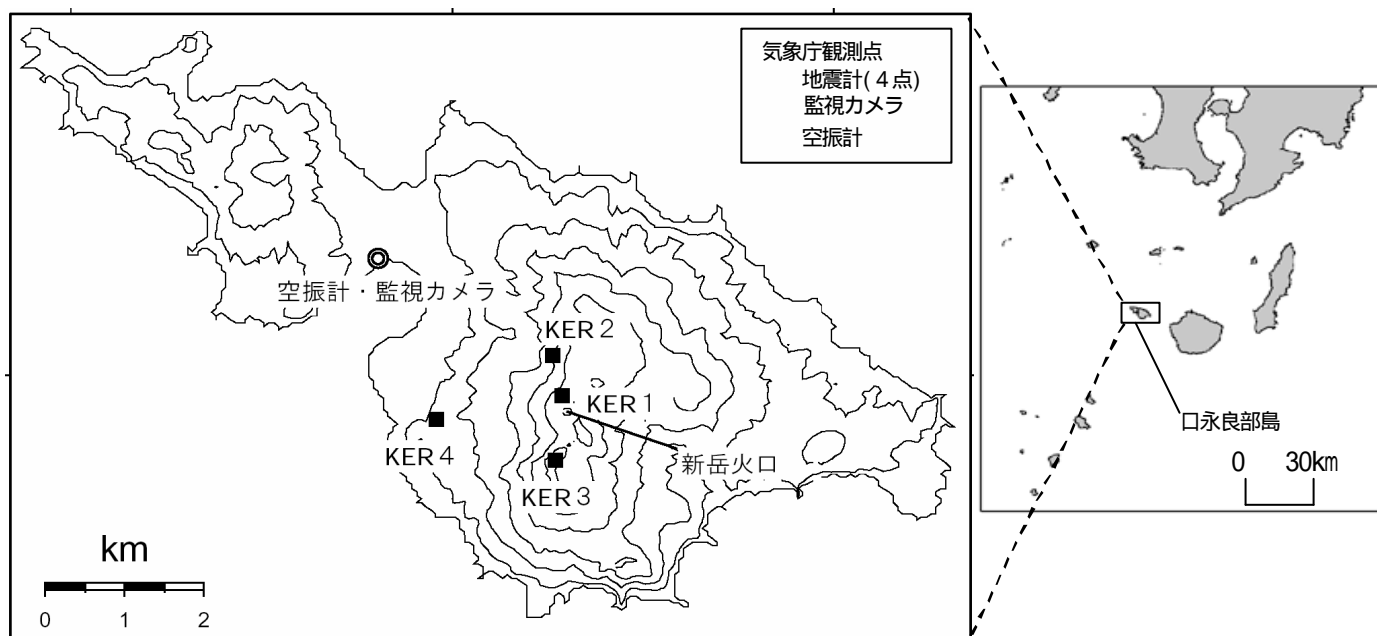 気象庁観測点
地震計(４点)
監視カメラ
空振計
空振計・監視カメラ
KER２
KER１
KER４
新岳火口
KER３
口永良部島
0 30km
km
0 1 2